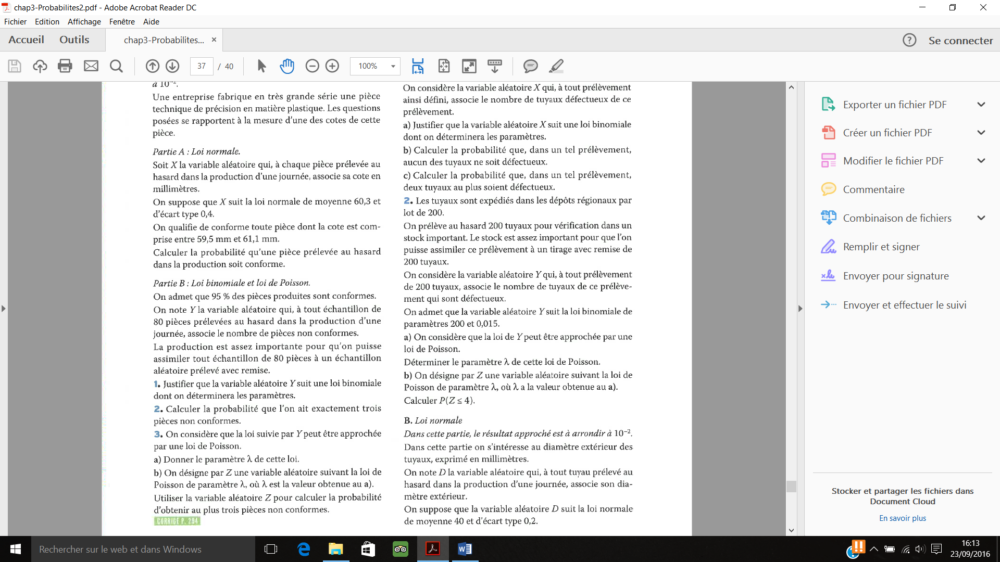 chap3-Probabilites2.pdf - Adobe Acrobat Reader DC
Fichier Edition Affichage Fenêtre Aide
Accueil Outils chap3-Probabilites... × ? Se connecter
37 / 40 100%
à 10⁻².
Une entreprise fabrique en très grande série une pièce
technique de précision en matière plastique. Les questions
posées se rapportent à la mesure d'une des cotes de cette
pièce.
Partie A : Loi normale.
Soit X la variable aléatoire qui, à chaque pièce prélevée au
hasard dans la production d'une journée, associe sa cote en
millimètres.
On suppose que X suit la loi normale de moyenne 60,3 et
d'écart type 0,4.
On qualifie de conforme toute pièce dont la cote est com-
prise entre 59,5 mm et 61,1 mm.
Calculer la probabilité qu'une pièce prélevée au hasard
dans la production soit conforme.
Partie B : Loi binomiale et loi de Poisson.
On admet que 95 % des pièces produites sont conformes.
On note Y la variable aléatoire qui, à tout échantillon de
80 pièces prélevées au hasard dans la production d'une
journée, associe le nombre de pièces non conformes.
La production est assez importante pour qu'on puisse
assimiler tout échantillon de 80 pièces à un échantillon
aléatoire prélevé avec remise.
1. Justifier que la variable aléatoire Y suit une loi binomiale
dont on déterminera les paramètres.
2. Calculer la probabilité que l'on ait exactement trois
pièces non conformes.
3. On considère que la loi suivie par Y peut être approchée
par une loi de Poisson.
a) Donner le paramètre λ de cette loi.
b) On désigne par Z une variable aléatoire suivant la loi de
Poisson de paramètre λ, où λ est la valeur obtenue au a).
Utiliser la variable aléatoire Z pour calculer la probabilité
d'obtenir au plus trois pièces non conformes.
CORRIGÉ P. 294
On considère la variable aléatoire X qui, à tout prélèvement
ainsi défini, associe le nombre de tuyaux défectueux de ce
prélèvement.
a) Justifier que la variable aléatoire X suit une loi binomiale
dont on déterminera les paramètres.
b) Calculer la probabilité que, dans un tel prélèvement,
aucun des tuyaux ne soit défectueux.
c) Calculer la probabilité que, dans un tel prélèvement,
deux tuyaux au plus soient défectueux.
2. Les tuyaux sont expédiés dans les dépôts régionaux par
lot de 200.
On prélève au hasard 200 tuyaux pour vérification dans un
stock important. Le stock est assez important pour que l'on
puisse assimiler ce prélèvement à un tirage avec remise de
200 tuyaux.
On considère la variable aléatoire Y qui, à tout prélèvement
de 200 tuyaux, associe le nombre de tuyaux de ce prélève-
ment qui sont défectueux.
On admet que la variable aléatoire Y suit la loi binomiale de
paramètres 200 et 0,015.
a) On considère que la loi de Y peut être approchée par une
loi de Poisson.
Déterminer le paramètre λ de cette loi de Poisson.
b) On désigne par Z une variable aléatoire suivant la loi de
Poisson de paramètre λ, où λ a la valeur obtenue au a).
Calculer P(Z ≤ 4).
B. Loi normale
Dans cette partie, le résultat approché est à arrondir à 10⁻².
Dans cette partie on s'intéresse au diamètre extérieur des
tuyaux, exprimé en millimètres.
On note D la variable aléatoire qui, à tout tuyau prélevé au
hasard dans la production d'une journée, associe son dia-
mètre extérieur.
On suppose que la variable aléatoire D suit la loi normale
de moyenne 40 et d'écart type 0,2.
Exporter un fichier PDF
Créer un fichier PDF
Modifier le fichier PDF
Commentaire
Combinaison de fichiers
Remplir et signer
Envoyer pour signature
Envoyer et effectuer le suivi
Stocker et partager les fichiers dans
Document Cloud
En savoir plus
Rechercher sur le web et dans Windows
16:13
23/09/2016